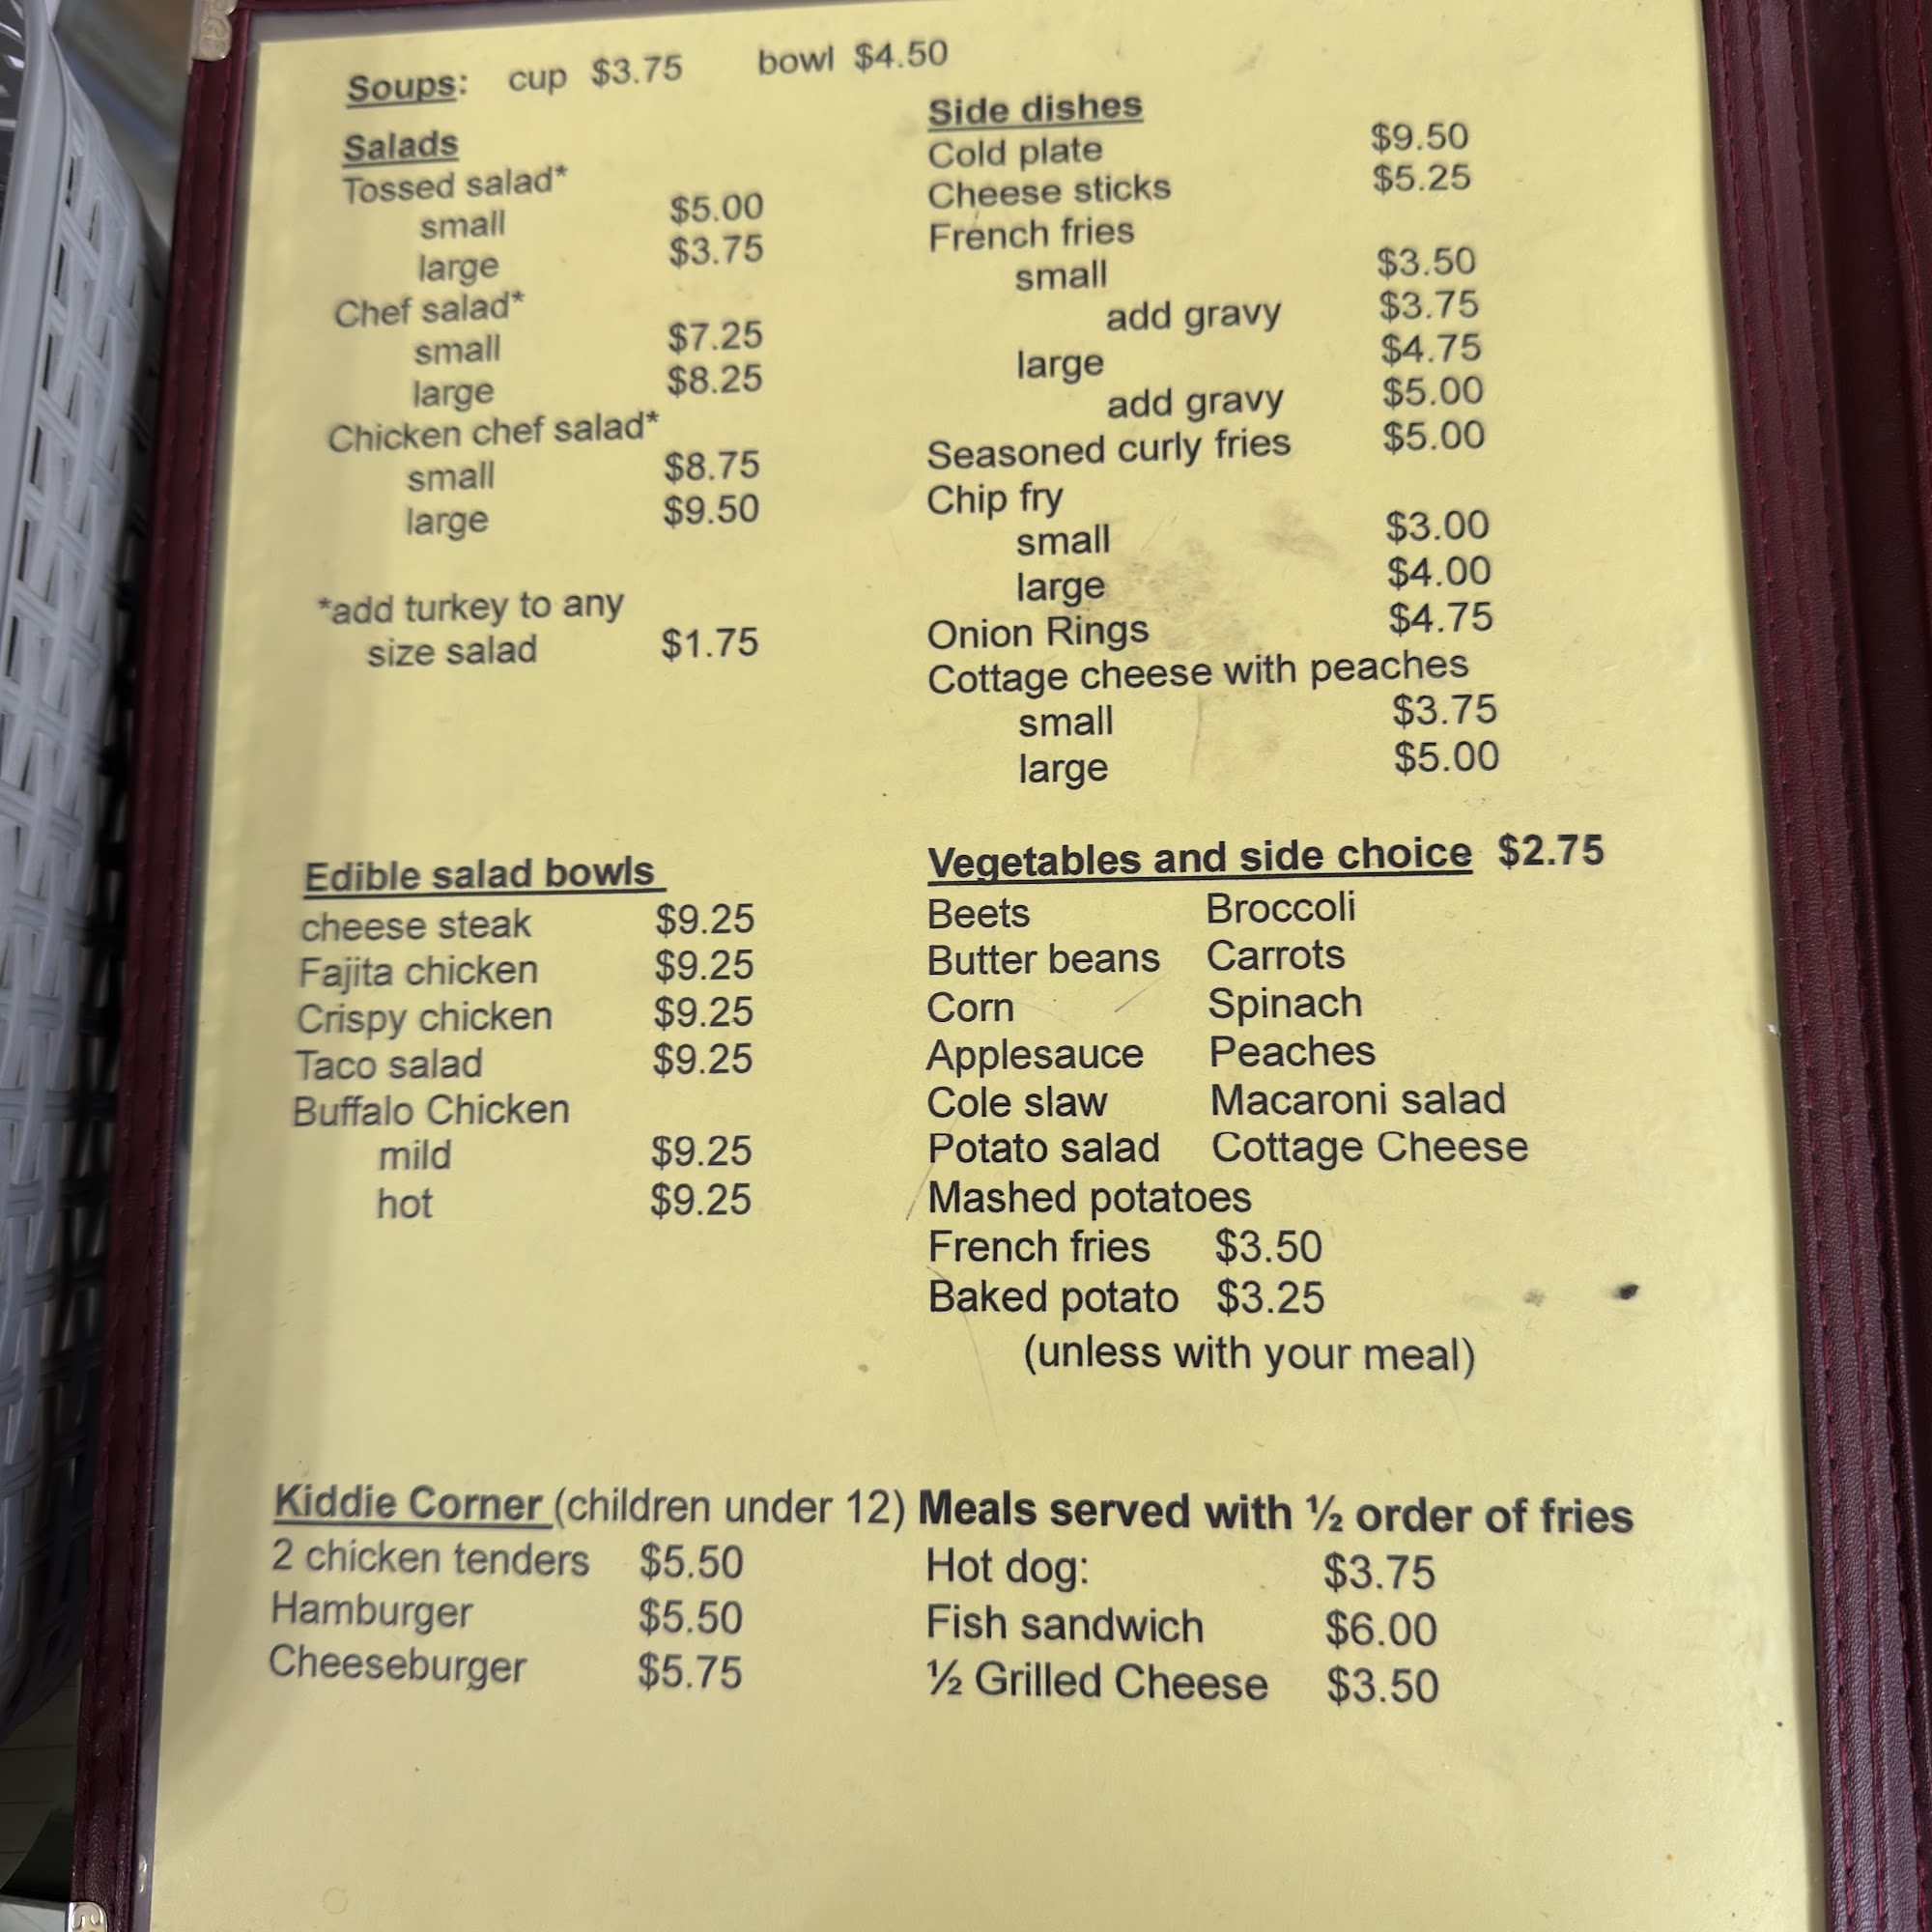 Soups: cup $3.75 bowl $4.50
Salads
Tossed salad*
small $5.00
large $3.75
Chef salad*
small $7.25
large $8.25
Chicken chef salad*
small $8.75
large $9.50
*add turkey to any
size salad $1.75
Side dishes
Cold plate $9.50
Cheese sticks $5.25
French fries
small $3.50
add gravy $3.75
large $4.75
add gravy $5.00
Seasoned curly fries $5.00
Chip fry
small $3.00
large $4.00
Onion Rings $4.75
Cottage cheese with peaches
small $3.75
large $5.00
Edible salad bowls
cheese steak $9.25
Fajita chicken $9.25
Crispy chicken $9.25
Taco salad $9.25
Buffalo Chicken
mild $9.25
hot $9.25
Vegetables and side choice $2.75
Beets Broccoli
Butter beans Carrots
Corn Spinach
Applesauce Peaches
Cole slaw Macaroni salad
Potato salad Cottage Cheese
Mashed potatoes
French fries $3.50
Baked potato $3.25
(unless with your meal)
Kiddie Corner (children under 12) Meals served with ½ order of fries
2 chicken tenders $5.50 Hot dog: $3.75
Hamburger $5.50 Fish sandwich $6.00
Cheeseburger $5.75 ½ Grilled Cheese $3.50